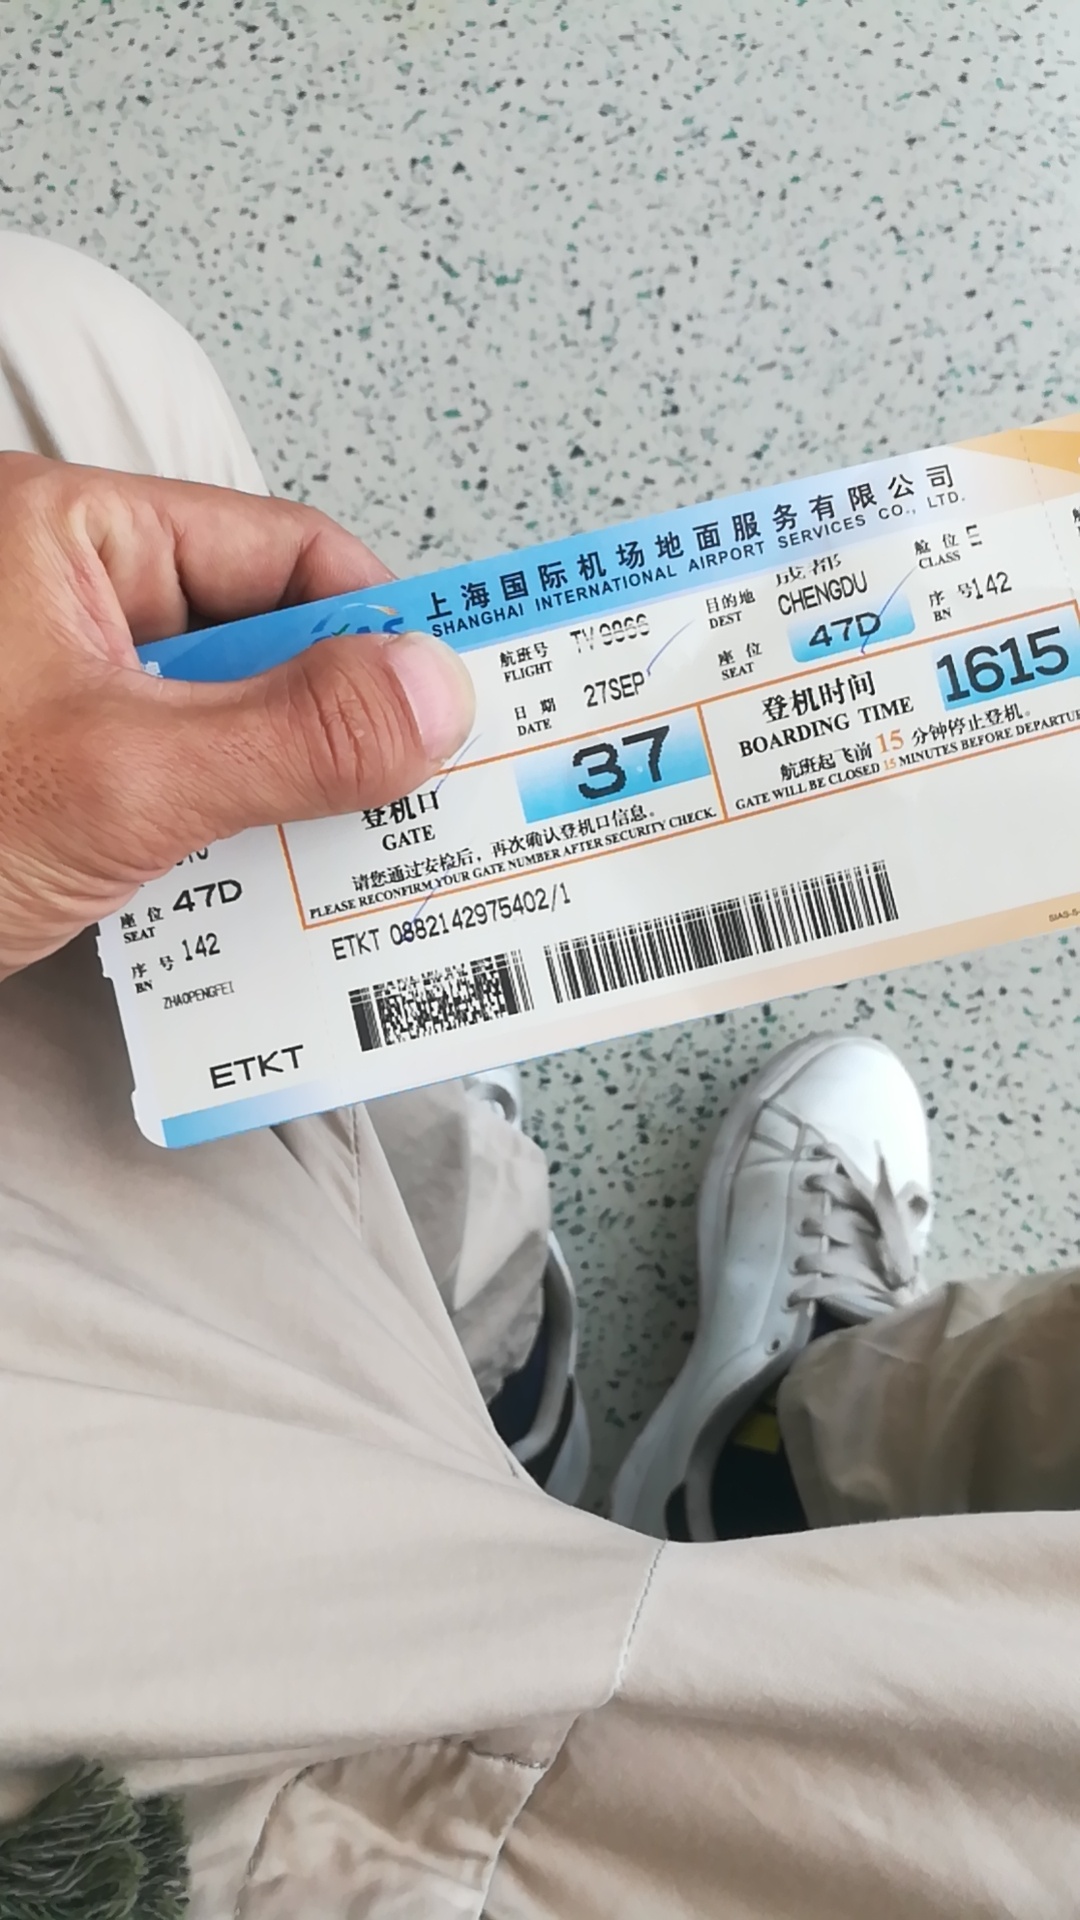 上海国际机场地面服务有限公司
SHANGHAI INTERNATIONAL AIRPORT SERVICES CO., LTD.
航班号
FLIGHT
目的地 成都
DEST CHENGDU
舱位 E
CLASS
日期 27SEP
DATE
座位 47D
SEAT
序号 142
BN
登机口 37
GATE
请您通过安检后，再次确认登机口信息。
PLEASE RECONFIRM YOUR GATE NUMBER AFTER SECURITY CHECK.
登机时间 1615
BOARDING TIME
航班起飞前 15 分钟停止登机。
GATE WILL BE CLOSED 15 MINUTES BEFORE DEPARTURE
ETKT 0882142975402/1
座位 47D
SEAT
序号 142
BN
ZHAOPENGFEI
ETKT